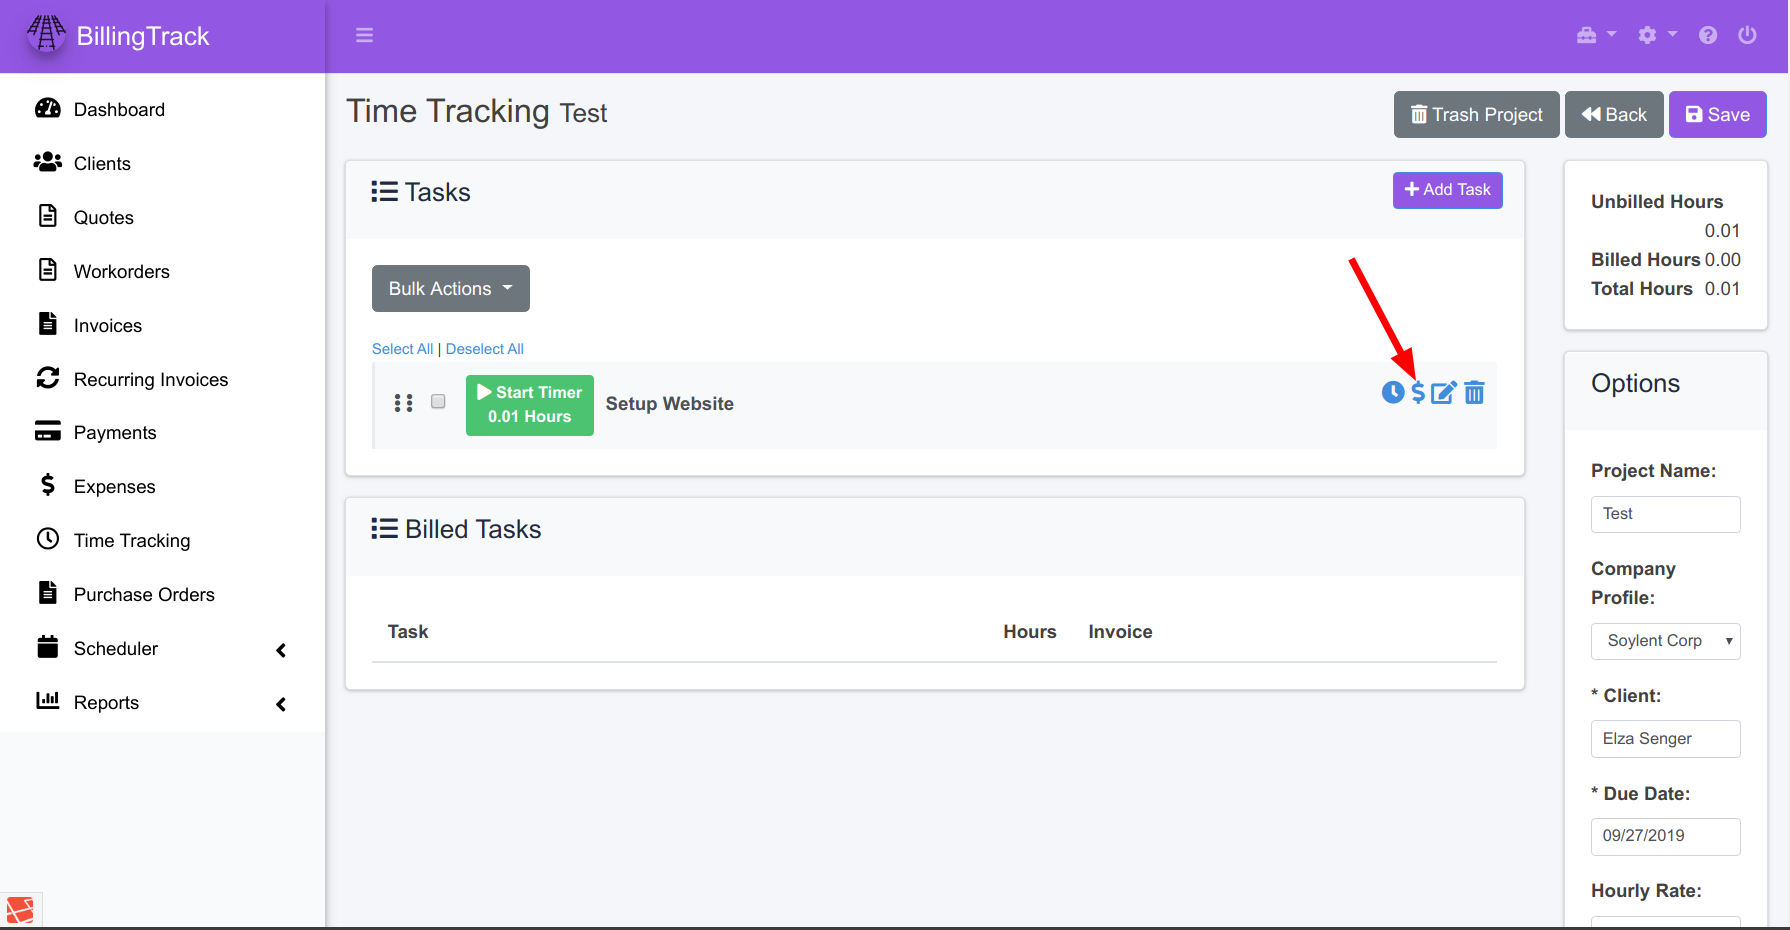 BillingTrack
Dashboard
Clients
Quotes
Workorders
Invoices
Recurring Invoices
Payments
Expenses
Time Tracking
Purchase Orders
Scheduler
Reports
Time Tracking Test
Trash Project
Back
Save
Tasks
Add Task
Bulk Actions
Select All | Deselect All
Start Timer
0.01 Hours
Setup Website
Billed Tasks
Task Hours Invoice
Unbilled Hours
0.01
Billed Hours 0.00
Total Hours 0.01
Options
Project Name:
Test
Company
Profile:
Soylent Corp
* Client:
Elza Senger
* Due Date:
09/27/2019
Hourly Rate: